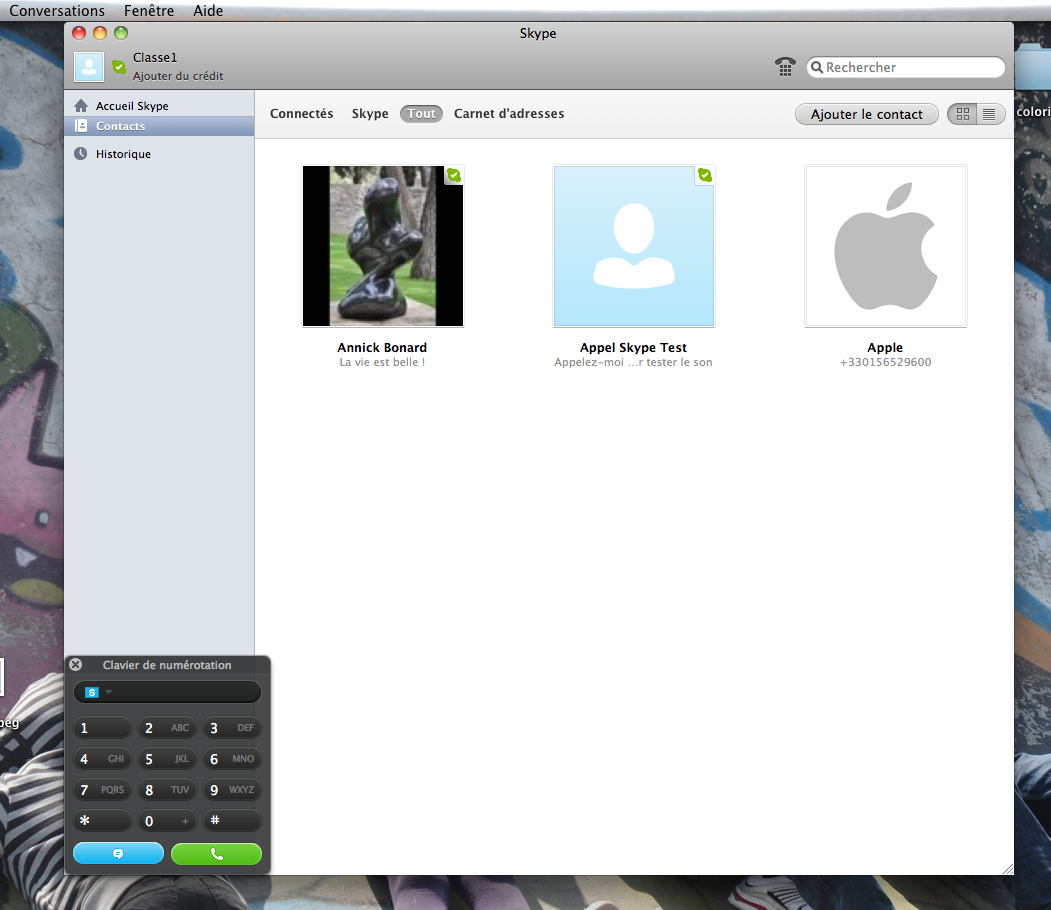 Conversations Fenêtre Aide
Skype
Classe1
Ajouter du crédit
Rechercher
Accueil Skype
Contacts
Historique
Connectés Skype Tout Carnet d'adresses
Ajouter le contact
colori
Annick Bonard
La vie est belle !
Appel Skype Test
Appelez-moi ...r tester le son
Apple
+330156529600
peg
Clavier de numérotation
S
1
2 ABC
3 DEF
4 GHI
5 JKL
6 MNO
7 PQRS
8 TUV
9 WXYZ
*
0 +
#